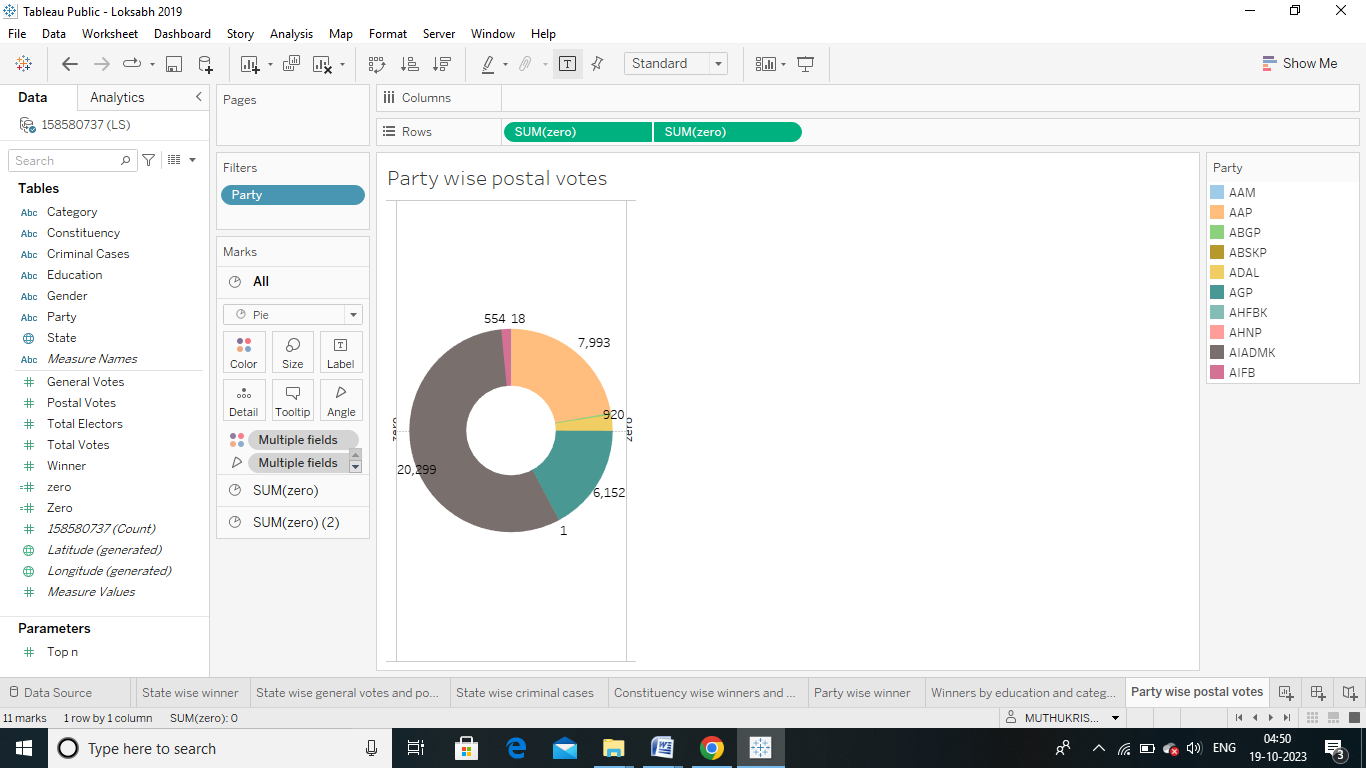 Tableau Public - Loksabh 2019
File Data Worksheet Dashboard Story Analysis Map Format Server Window Help
Standard
Show Me
Data Analytics
158580737 (LS)
Search
Tables
Abc Category
Abc Constituency
Abc Criminal Cases
Abc Education
Abc Gender
Abc Party
State
Abc Measure Names
# General Votes
# Postal Votes
# Total Electors
# Total Votes
# Winner
=# zero
=# Zero
# 158580737 (Count)
Latitude (generated)
Longitude (generated)
# Measure Values
Parameters
# Top n
Pages
Filters
Party
Marks
All
Pie
Color Size Label
Detail Tooltip Angle
Multiple fields
Multiple fields
SUM(zero)
SUM(zero) (2)
Columns
Rows SUM(zero) SUM(zero)
Party wise postal votes
554 18
7,993
920
zero
zero
20,299
6,152
1
Party
AAM
AAP
ABGP
ABSKP
ADAL
AGP
AHFBK
AHNP
AIADMK
AIFB
Data Source State wise winner State wise general votes and po... State wise criminal cases Constituency wise winners and ... Party wise winner Winners by education and categ... Party wise postal votes
11 marks 1 row by 1 column SUM(zero): 0 MUTHUKRIS...
Type here to search
ENG
04:50
19-10-2023
3